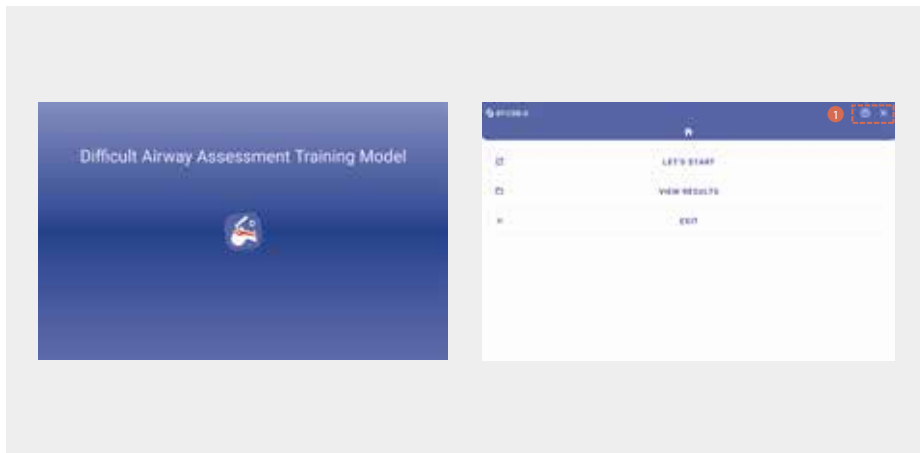 Difficult Airway Assessment Training Model
1
LET'S START
VIEW RESULTS
EXIT